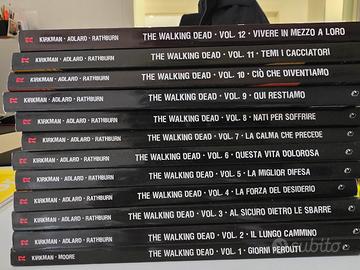 KIRKMAN · ADLARD · RATHBURN THE WALKING DEAD · VOL. 12 · VIVERE IN MEZZO A LORO
KIRKMAN · ADLARD · RATHBURN THE WALKING DEAD · VOL. 11 · TEMI I CACCIATORI
KIRKMAN · ADLARD · RATHBURN THE WALKING DEAD · VOL. 10 · CIÒ CHE DIVENTIAMO
KIRKMAN · ADLARD · RATHBURN THE WALKING DEAD · VOL. 9 · QUI RESTIAMO
KIRKMAN · ADLARD · RATHBURN THE WALKING DEAD · VOL. 8 · NATI PER SOFFRIRE
KIRKMAN · ADLARD · RATHBURN THE WALKING DEAD · VOL. 7 · LA CALMA CHE PRECEDE
KIRKMAN · ADLARD · RATHBURN THE WALKING DEAD · VOL. 6 · QUESTA VITA DOLOROSA
KIRKMAN · ADLARD · RATHBURN THE WALKING DEAD · VOL. 5 · LA MIGLIOR DIFESA
KIRKMAN · ADLARD · RATHBURN THE WALKING DEAD · VOL. 4 · LA FORZA DEL DESIDERIO
KIRKMAN · ADLARD · RATHBURN THE WALKING DEAD · VOL. 3 · AL SICURO DIETRO LE SBARRE
KIRKMAN · ADLARD · RATHBURN THE WALKING DEAD · VOL. 2 · IL LUNGO CAMMINO
KIRKMAN · MOORE THE WALKING DEAD · VOL. 1 · GIORNI PERDUTI
subito